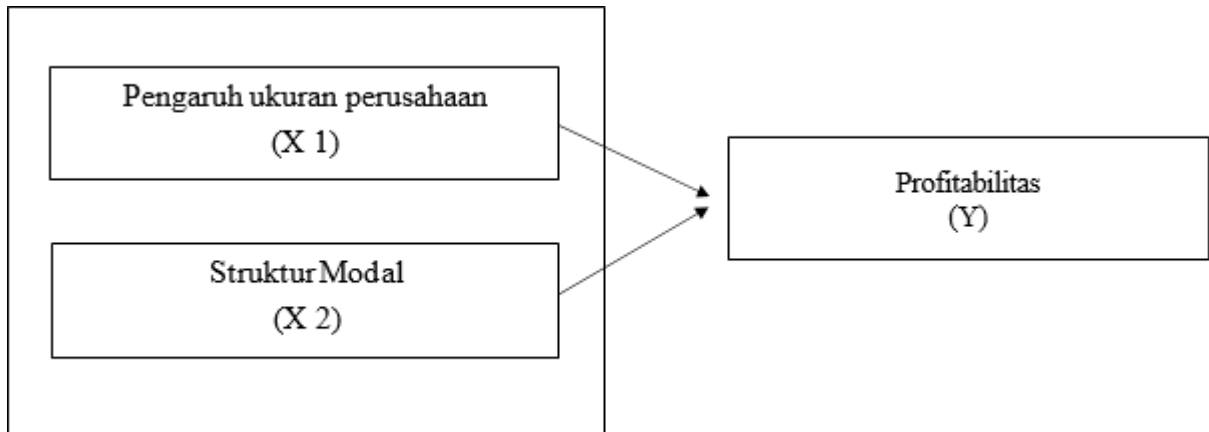 Pengaruh ukuran perusahaan
(X 1)
Struktur Modal
(X 2)
Profitabilitas
(Y)